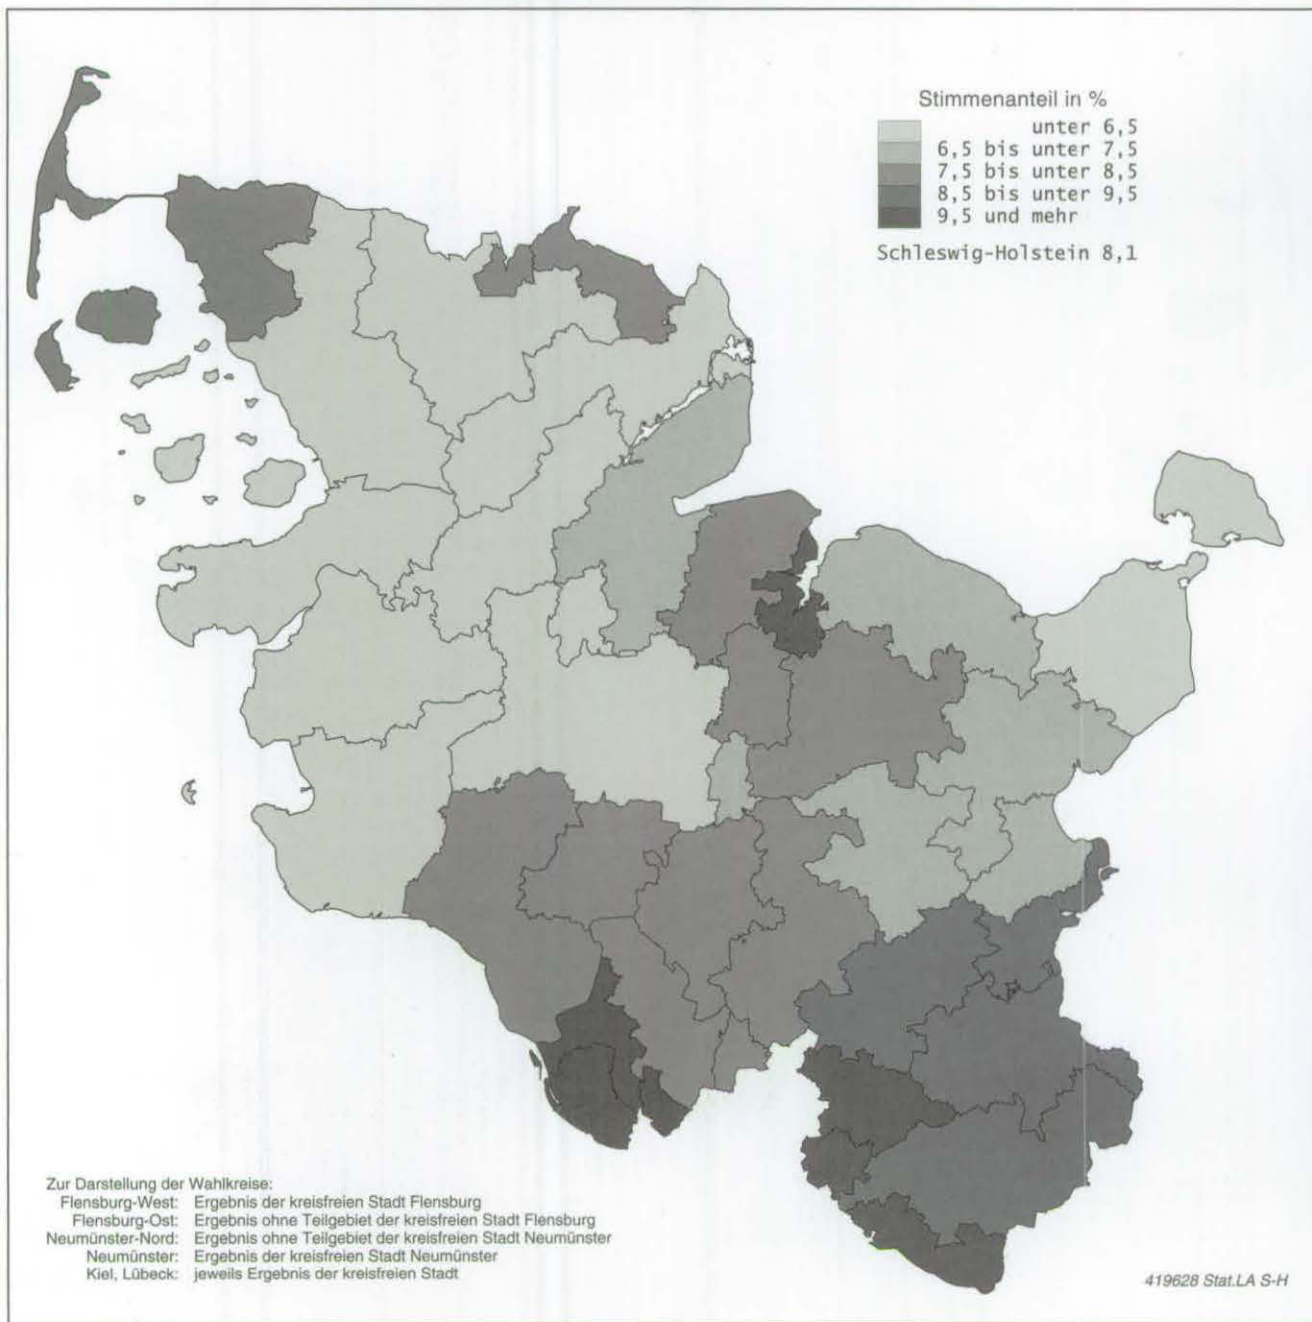 Stimmenanteil in %
unter 6,5
6,5 bis unter 7,5
7,5 bis unter 8,5
8,5 bis unter 9,5
9,5 und mehr
Schleswig-Holstein 8,1
Zur Darstellung der Wahlkreise:
Flensburg-West: Ergebnis der kreisfreien Stadt Flensburg
Flensburg-Ost: Ergebnis ohne Teilgebiet der kreisfreien Stadt Flensburg
Neumünster-Nord: Ergebnis ohne Teilgebiet der kreisfreien Stadt Neumünster
Neumünster: Ergebnis der kreisfreien Stadt Neumünster
Kiel, Lübeck: jeweils Ergebnis der kreisfreien Stadt
419628 Stat.LA S-H